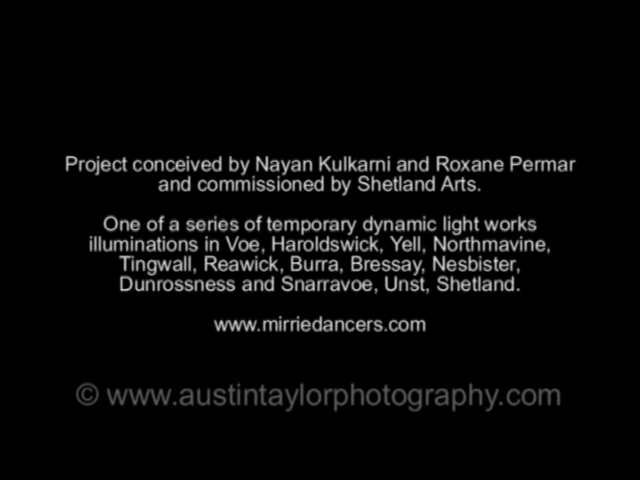 Project conceived by Nayan Kulkarni and Roxane Permar
and commissioned by Shetland Arts.
One of a series of temporary dynamic light works
illuminations in Voe, Haroldswick, Yell, Northmavine,
Tingwall, Reawick, Burra, Bressay, Nesbister,
Dunrossness and Snarravoe, Unst, Shetland.
www.mirriedancers.com
© www.austintaylorphotography.com